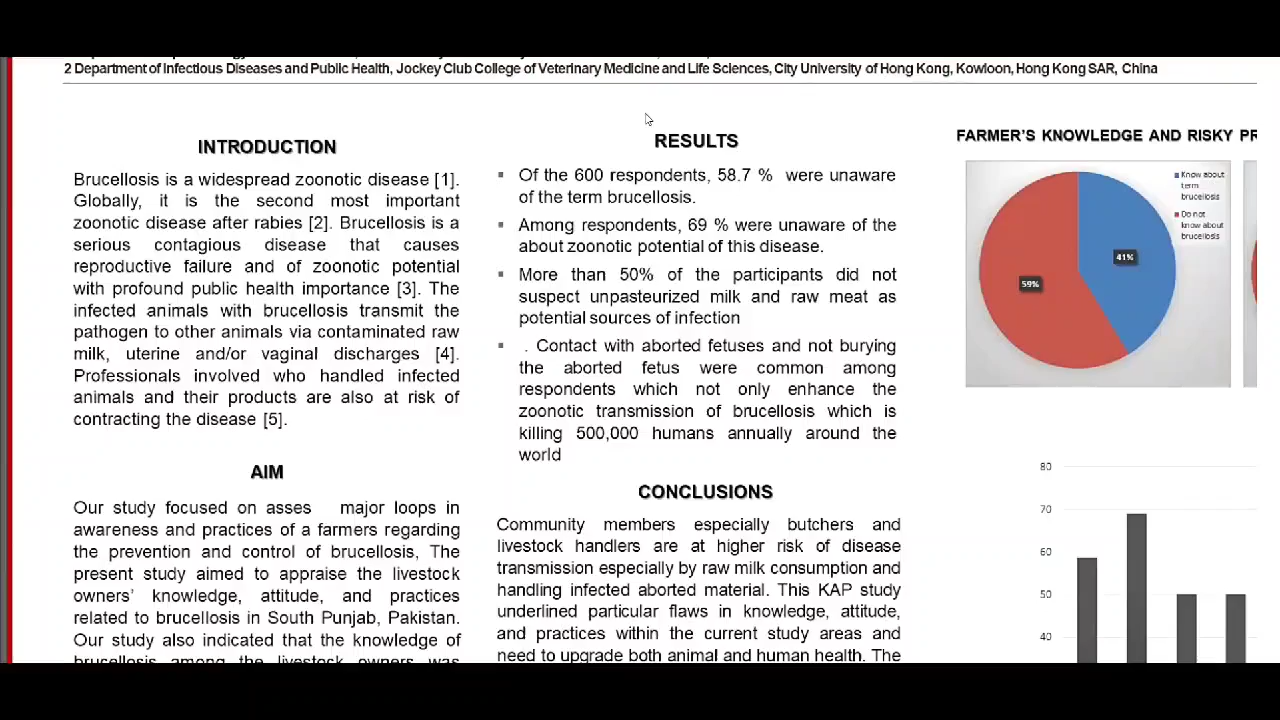 2 Department of Infectious Diseases and Public Health, Jockey Club College of Veterinary Medicine and Life Sciences, City University of Hong Kong, Kowloon, Hong Kong SAR, China
INTRODUCTION
Brucellosis is a widespread zoonotic disease [1].
Globally, it is the second most important
zoonotic disease after rabies [2]. Brucellosis is a
serious contagious disease that causes
reproductive failure and of zoonotic potential
with profound public health importance [3]. The
infected animals with brucellosis transmit the
pathogen to other animals via contaminated raw
milk, uterine and/or vaginal discharges [4].
Professionals involved who handled infected
animals and their products are also at risk of
contracting the disease [5].
AIM
Our study focused on asses major loops in
awareness and practices of a farmers regarding
the prevention and control of brucellosis, The
present study aimed to appraise the livestock
owners' knowledge, attitude, and practices
related to brucellosis in South Punjab, Pakistan.
Our study also indicated that the knowledge of
brucellosis among the livestock owners was
RESULTS
▪ Of the 600 respondents, 58.7 % were unaware
of the term brucellosis.
▪ Among respondents, 69 % were unaware of the
about zoonotic potential of this disease.
▪ More than 50% of the participants did not
suspect unpasteurized milk and raw meat as
potential sources of infection
▪ . Contact with aborted fetuses and not burying
the aborted fetus were common among
respondents which not only enhance the
zoonotic transmission of brucellosis which is
killing 500,000 humans annually around the
world
CONCLUSIONS
Community members especially butchers and
livestock handlers are at higher risk of disease
transmission especially by raw milk consumption and
handling infected aborted material. This KAP study
underlined particular flaws in knowledge, attitude,
and practices within the current study areas and
need to upgrade both animal and human health. The
FARMER'S KNOWLEDGE AND RISKY PR
Know about
term
brucellosis
Do not
know about
brucellosis
41%
59%
80
70
60
50
40